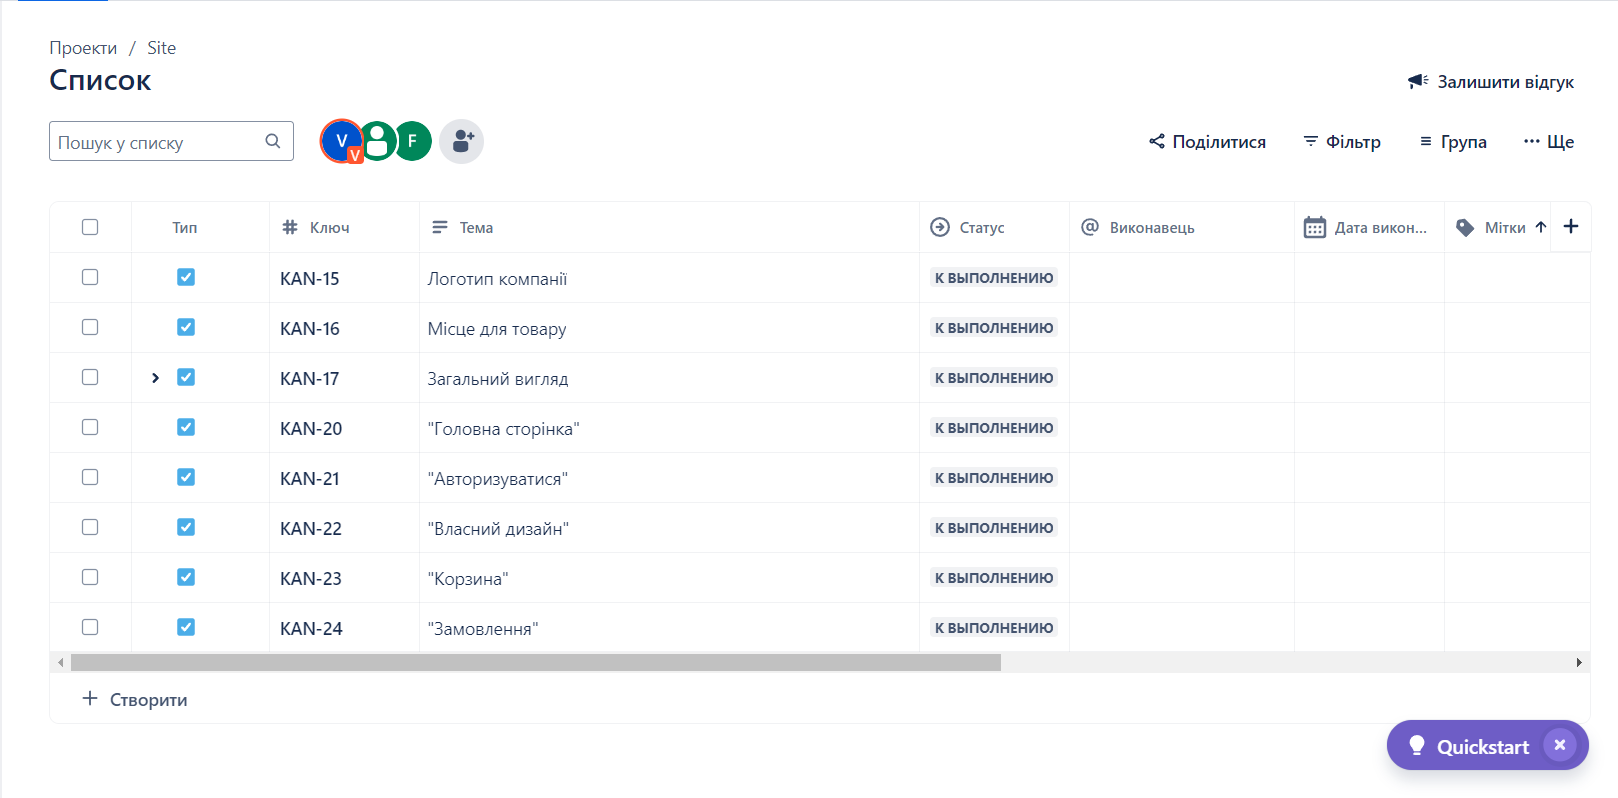 Проекти / Site
Список
Залишити відгук
Пошук у списку
V
V
F
Поділитися
Фільтр
Група
Ще
Тип
Ключ
Тема
Статус
@ Виконавець
Дата викон...
Мітки
KAN-15 Логотип компанії К ВЫПОЛНЕНИЮ
KAN-16 Місце для товару К ВЫПОЛНЕНИЮ
KAN-17 Загальний вигляд К ВЫПОЛНЕНИЮ
KAN-20 "Головна сторінка" К ВЫПОЛНЕНИЮ
KAN-21 "Авторизуватися" К ВЫПОЛНЕНИЮ
KAN-22 "Власний дизайн" К ВЫПОЛНЕНИЮ
KAN-23 "Корзина" К ВЫПОЛНЕНИЮ
KAN-24 "Замовлення" К ВЫПОЛНЕНИЮ
+ Створити
Quickstart